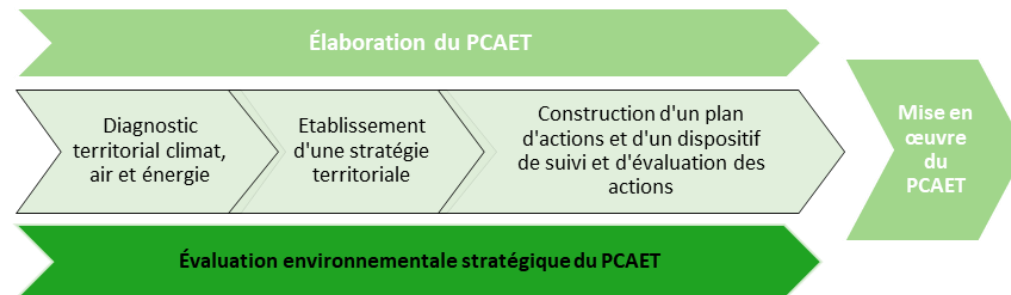 Élaboration du PCAET
Diagnostic
territorial climat,
air et énergie
Etablissement
d'une stratégie
territoriale
Construction d'un plan
d'actions et d'un dispositif
de suivi et d'évaluation des
actions
Mise en
œuvre
du
PCAET
Évaluation environnementale stratégique du PCAET